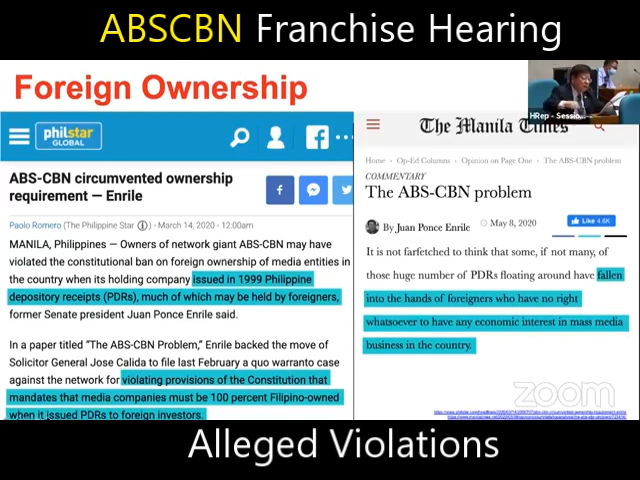 ABSCBN Franchise Hearing
Foreign Ownership
philstar
GLOBAL
ABS-CBN circumvented ownership
requirement — Enrile
Paolo Romero (The Philippine Star) - March 14, 2020 - 12:00am
MANILA, Philippines — Owners of network giant ABS-CBN may have
violated the constitutional ban on foreign ownership of media entities in
the country when its holding company issued in 1999 Philippine
depository receipts (PDRs), much of which may be held by foreigners,
former Senate president Juan Ponce Enrile said.
In a paper titled “The ABS-CBN Problem,” Enrile backed the move of
Solicitor General Jose Calida to file last February a quo warranto case
against the network for violating provisions of the Constitution that
mandates that media companies must be 100 percent Filipino-owned
when it issued PDRs to foreign investors.
HRep - Sessio...
The Manila Times
Home › Op-Ed Columns › Opinion on Page One › The ABS-CBN problem
COMMENTARY
The ABS-CBN problem
By Juan Ponce Enrile May 8, 2020
Like 4.6K
It is not farfetched to think that some, if not many, of
those huge number of PDRs floating around have fallen
into the hands of foreigners who have no right
whatsoever to have any economic interest in mass media
business in the country.
zoom
Alleged Violations